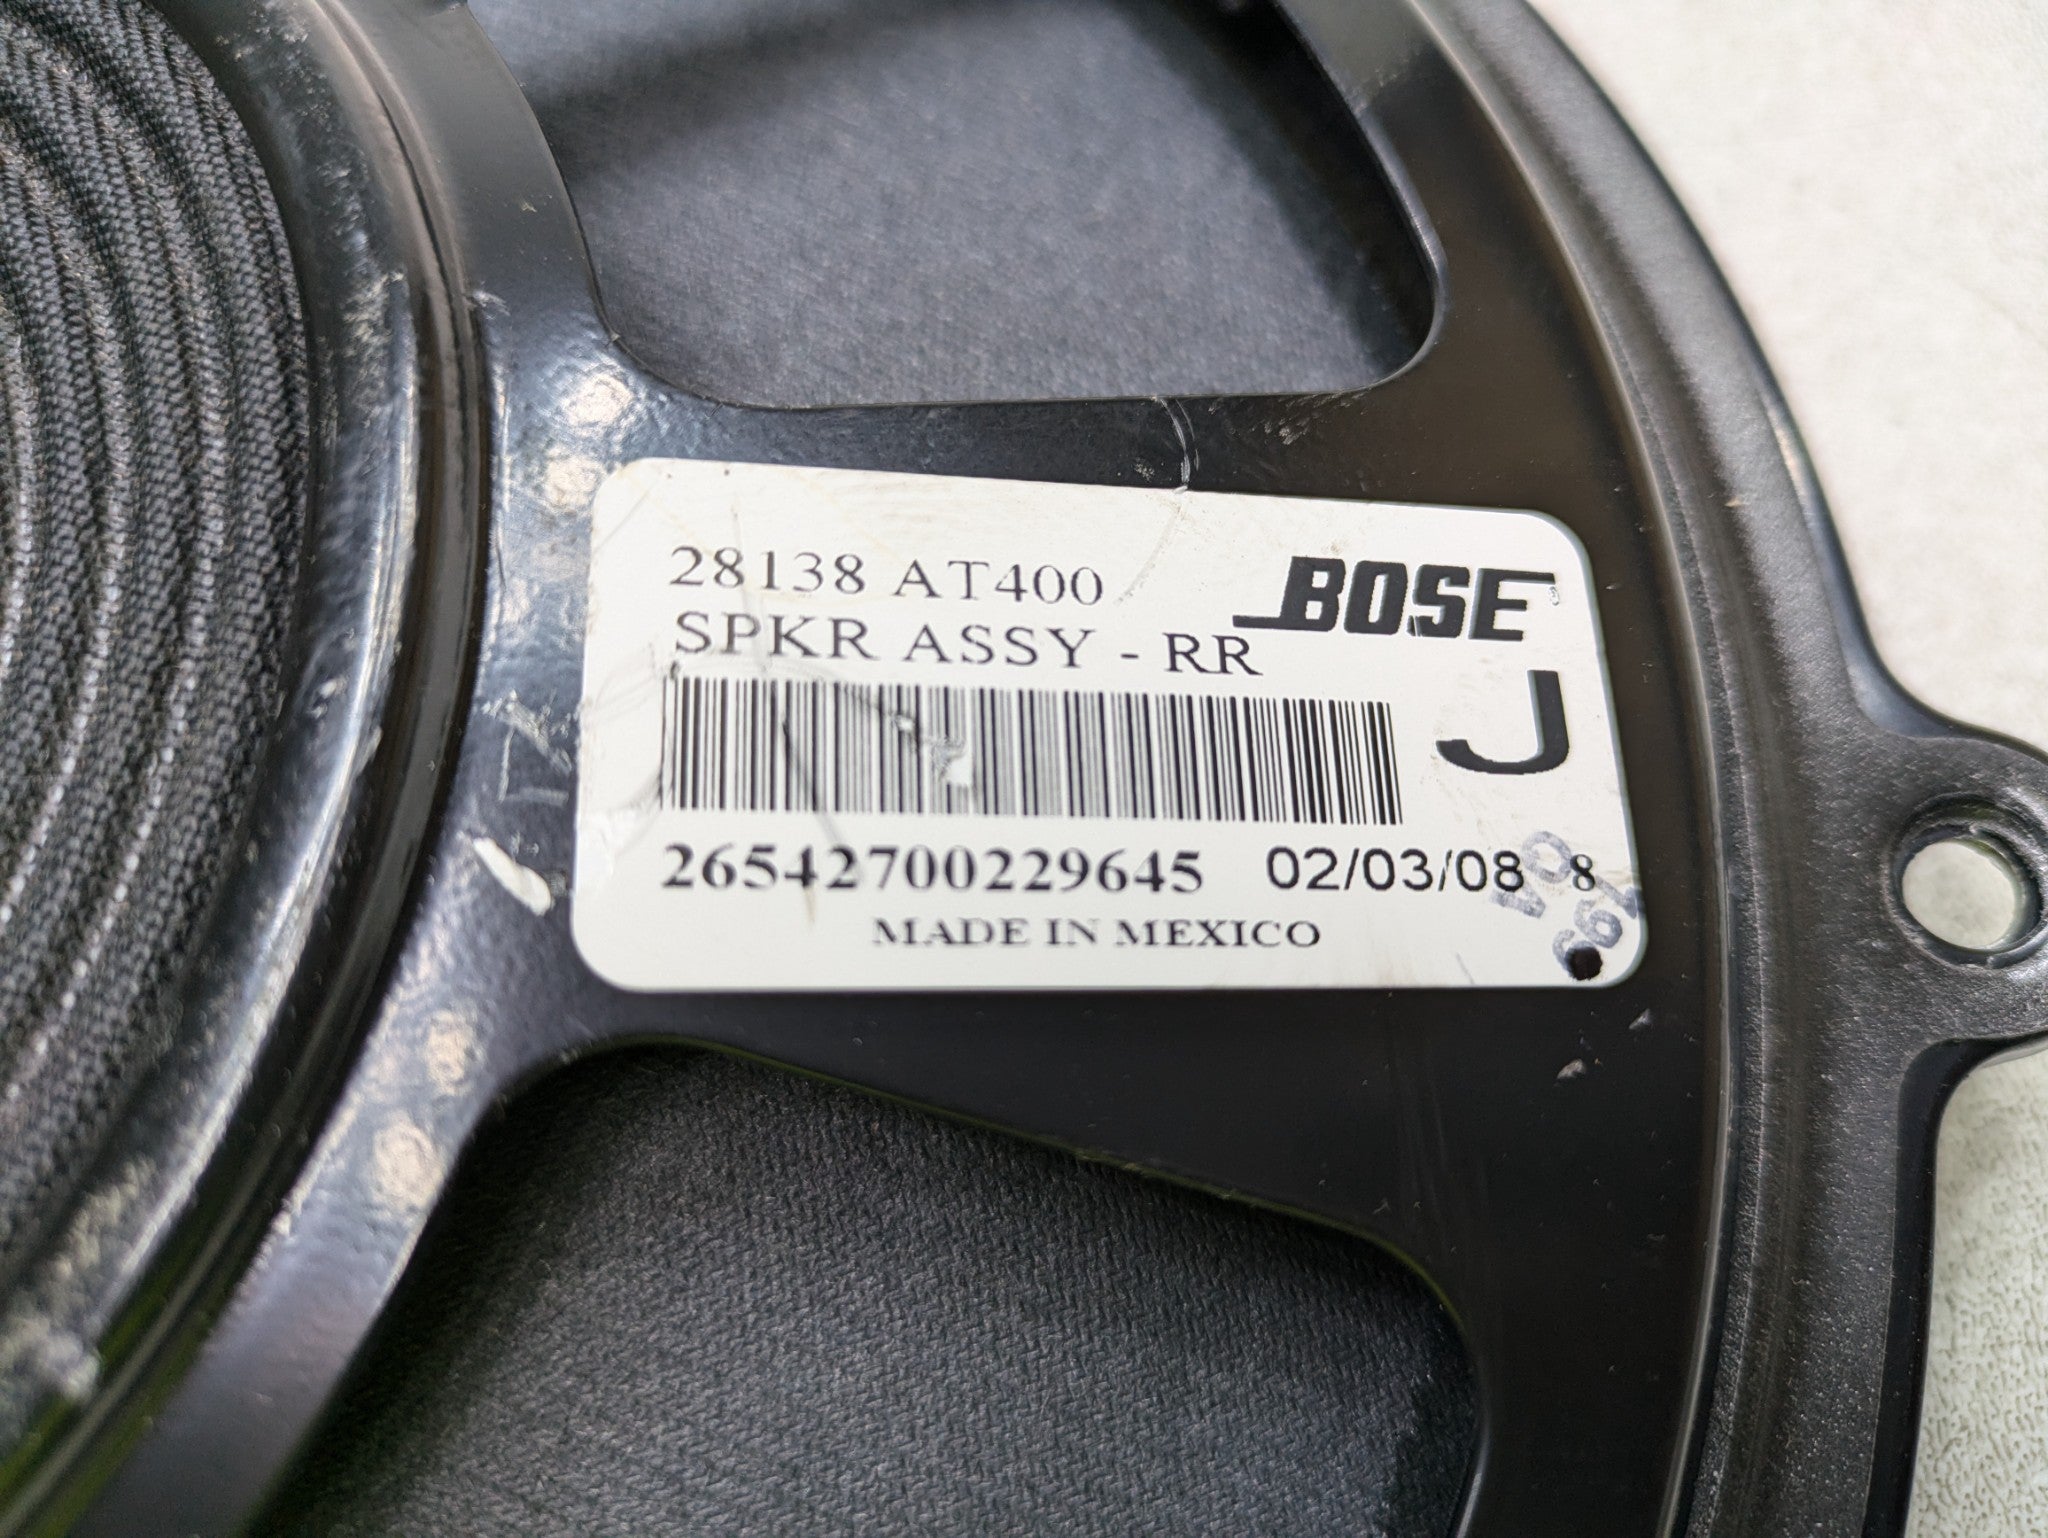 28138 AT400
BOSE
SPKR ASSY - RR
J
26542700229645 02/03/08 8
MADE IN MEXICO